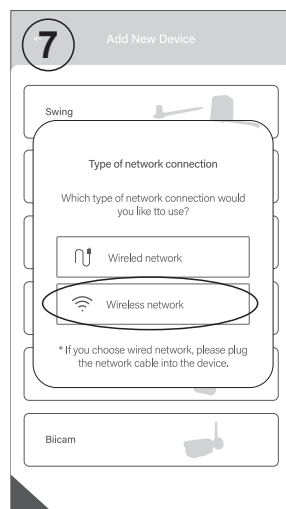 7
Add New Device
Swing
Type of network connection
Which type of network connection would
you like tto use?
Wireled network
Wireless network
* If you choose wired network, please plug
the network cable into the device.
Biicam